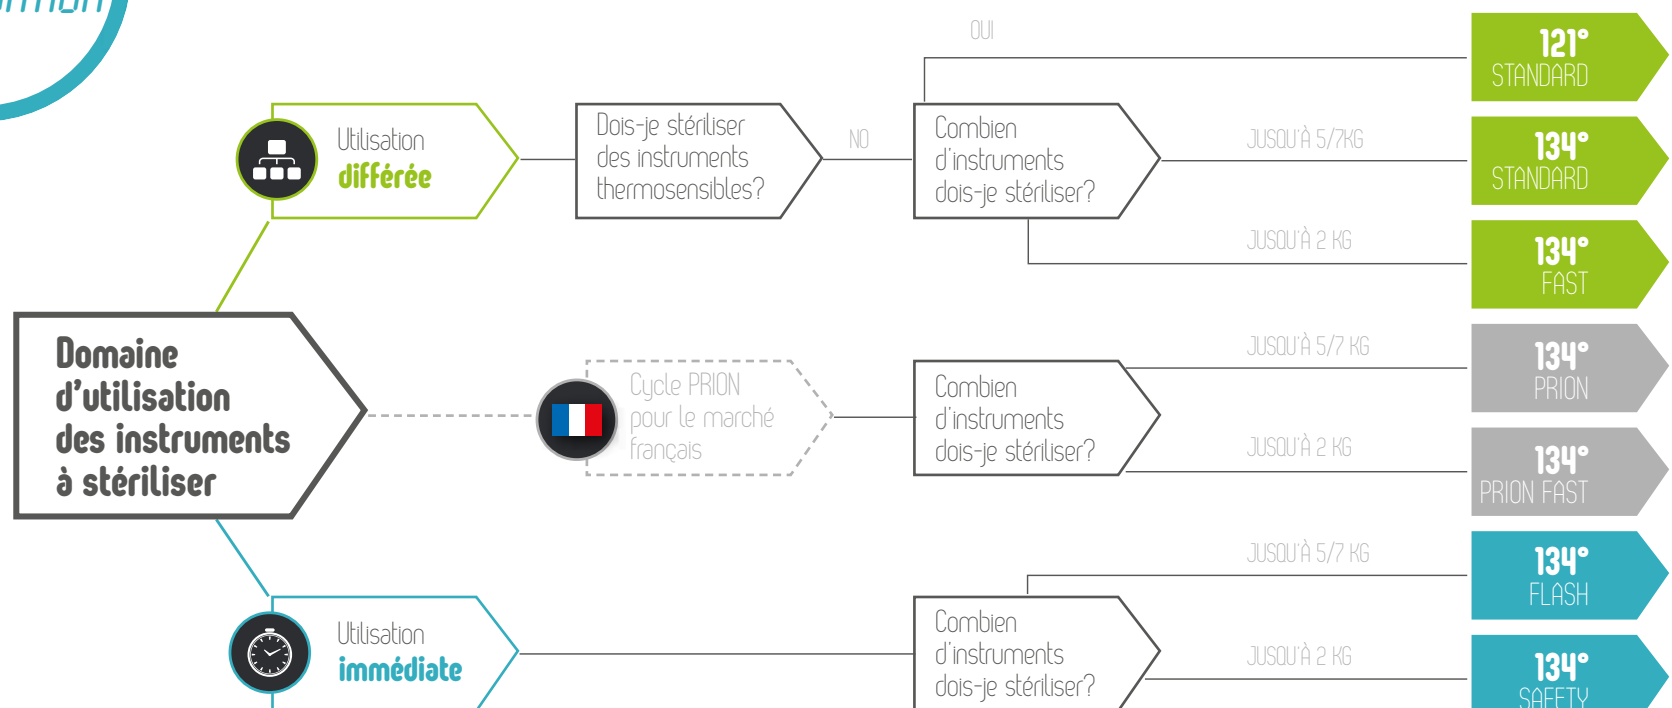 OUI
121°
STANDARD
Utilisation
différée
Dois-je stériliser
des instruments
thermosensibles?
NO
Combien
d'instruments
dois-je stériliser?
JUSQU'À 5/7KG
134°
STANDARD
JUSQU'À 2 KG
134°
FAST
Domaine
d'utilisation
des instruments
à stériliser
Cycle PRION
pour le marché
français
Combien
d'instruments
dois-je stériliser?
JUSQU'À 5/7 KG
134°
PRION
JUSQU'À 2 KG
134°
PRION FAST
Utilisation
immédiate
Combien
d'instruments
dois-je stériliser?
JUSQU'À 5/7 KG
134°
FLASH
JUSQU'À 2 KG
134°
SAFETY